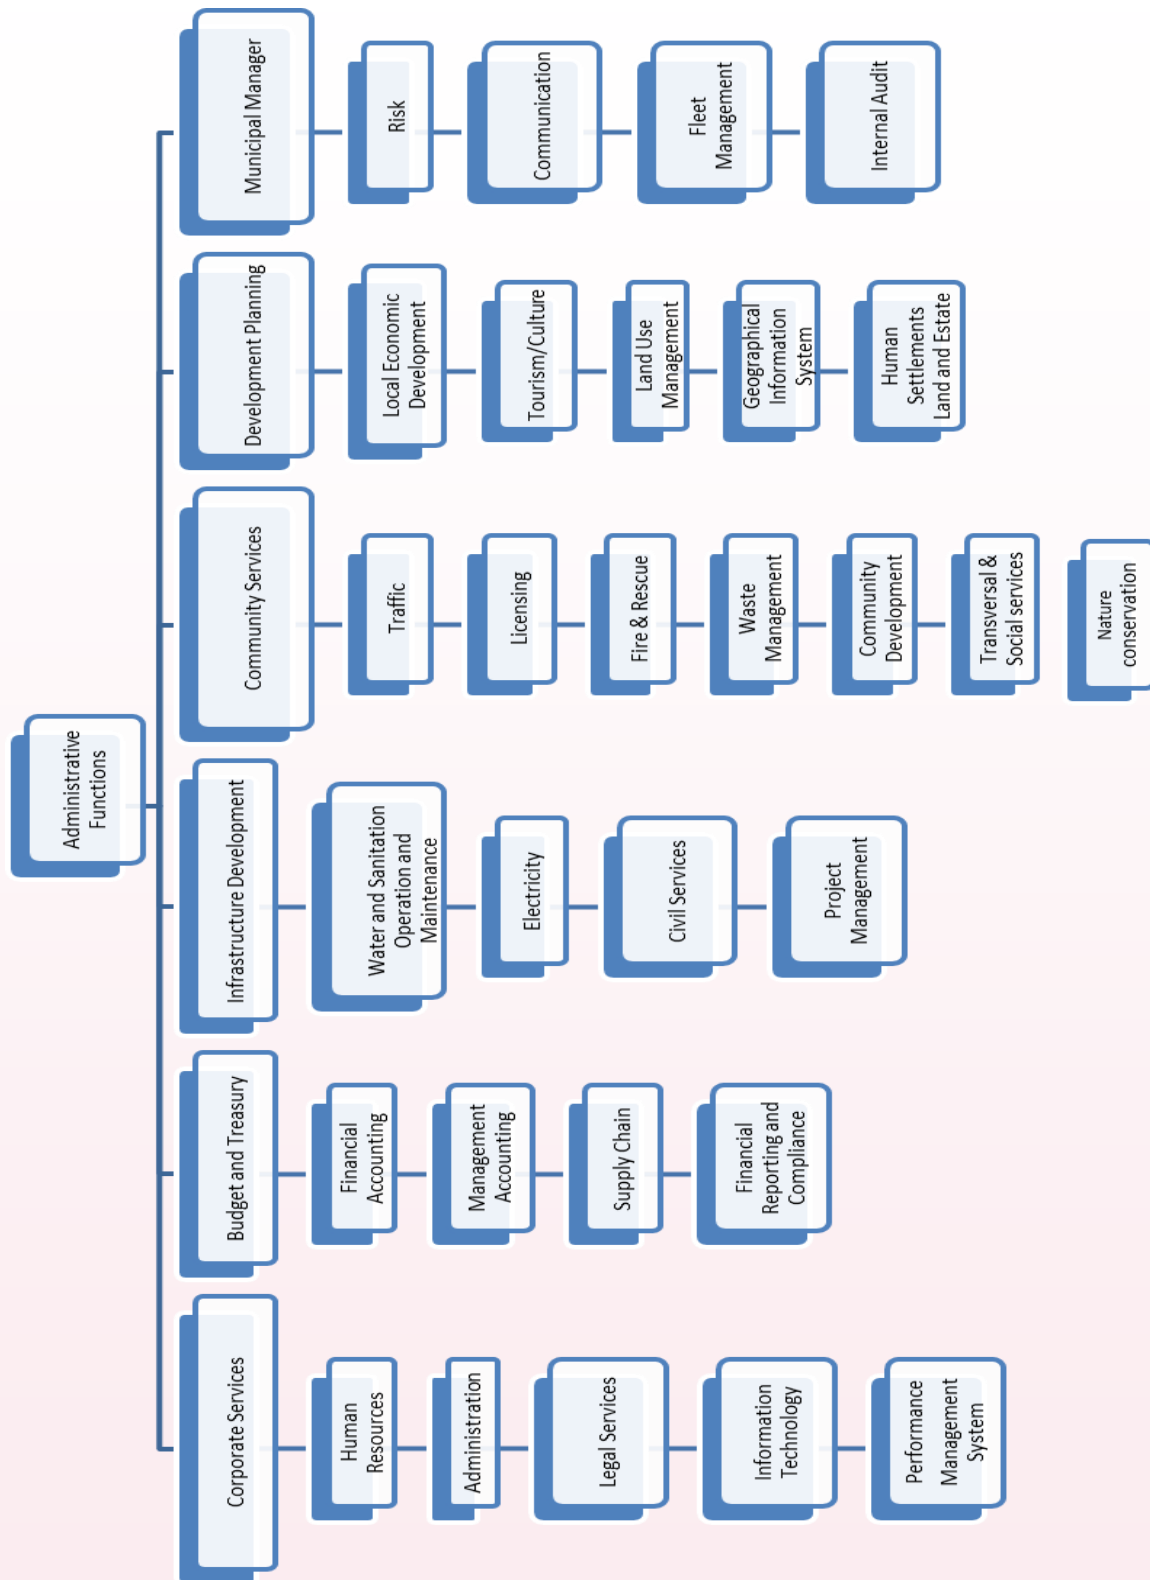 Administrative
Functions
Corporate Services
Human
Resources
Administration
Legal Services
Information
Technology
Performance
Management
System
Budget and Treasury
Financial
Accounting
Management
Accounting
Supply Chain
Financial
Reporting and
Compliance
Infrastructure Development
Water and Sanitation
Operation and
Maintenance
Electricity
Civil Services
Project
Management
Community Services
Traffic
Licensing
Fire & Rescue
Waste
Management
Community
Development
Transversal &
Social services
Nature
conservation
Development Planning
Local Economic
Development
Tourism/Culture
Land Use
Management
Geographical
Information
System
Human
Settlements
Land and Estate
Municipal Manager
Risk
Communication
Fleet
Management
Internal Audit